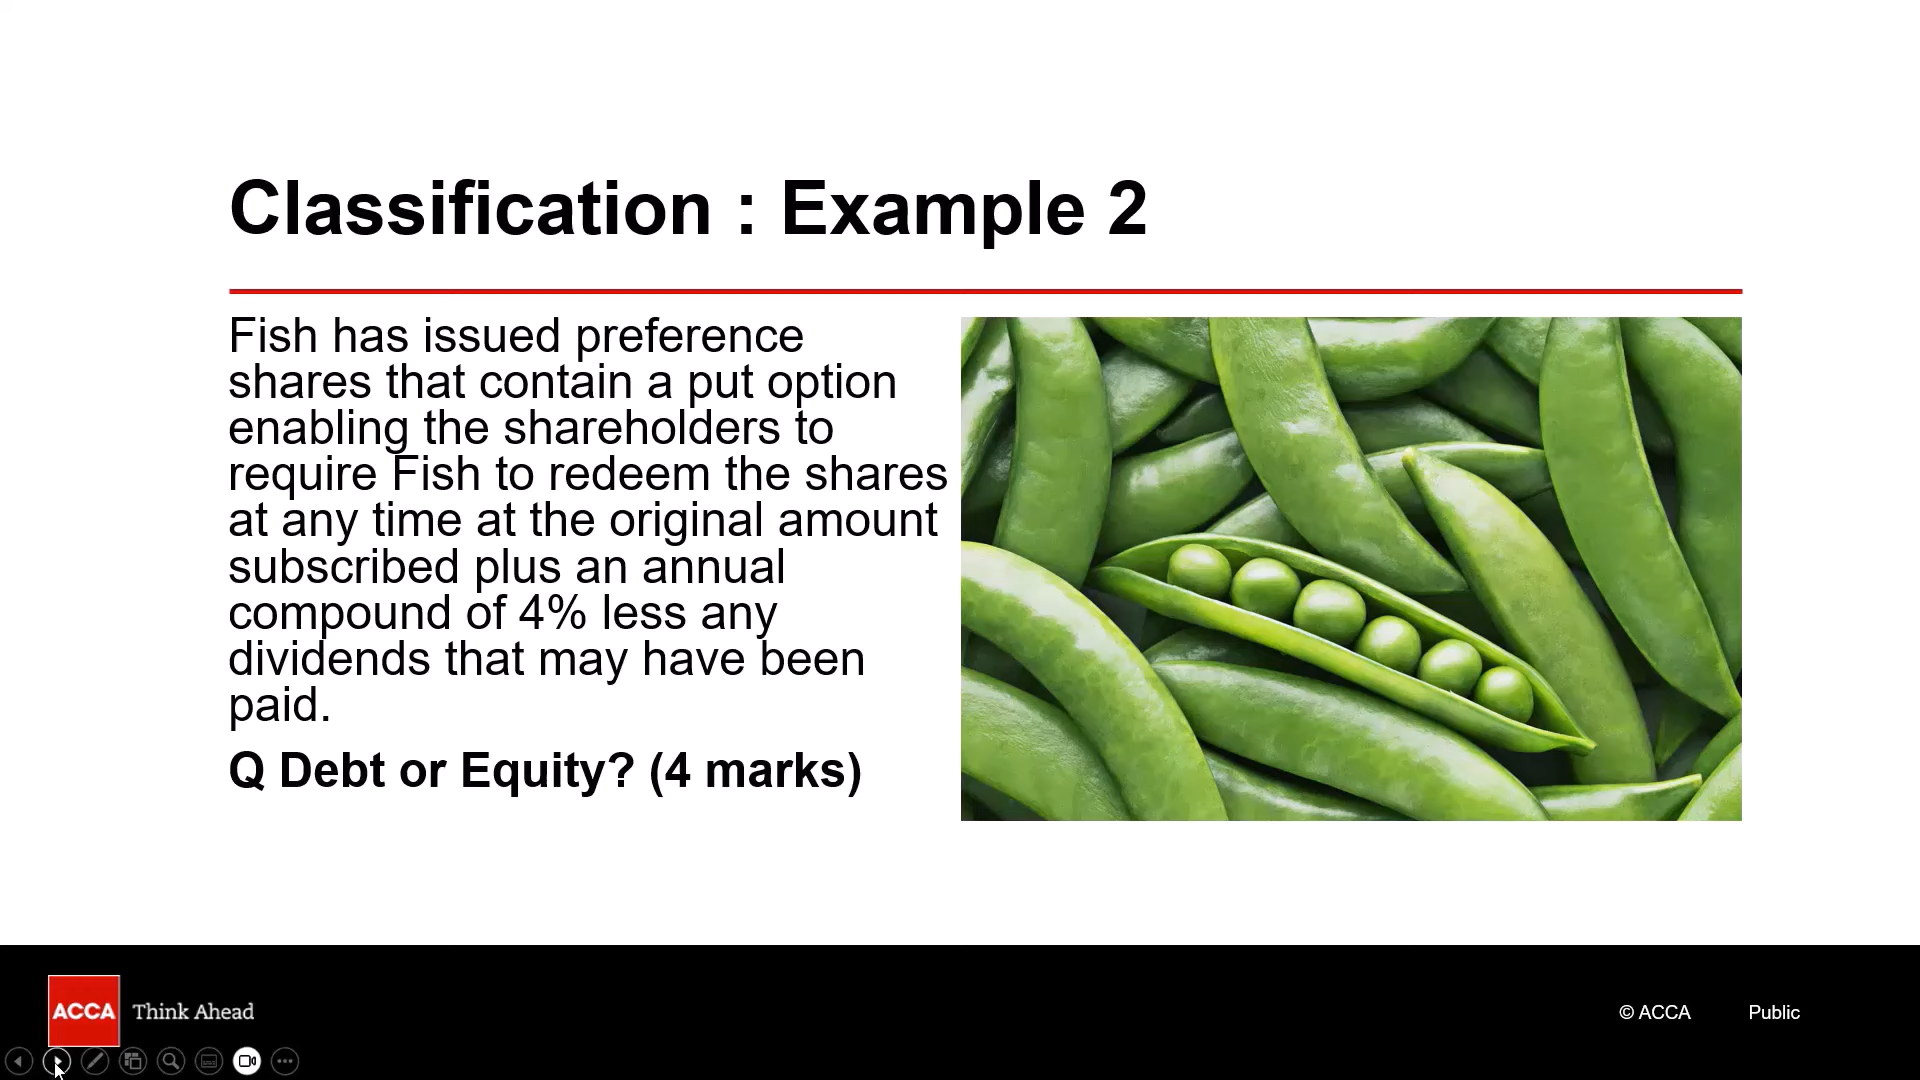 Classification : Example 2
Fish has issued preference
shares that contain a put option
enabling the shareholders to
require Fish to redeem the shares
at any time at the original amount
subscribed plus an annual
compound of 4% less any
dividends that may have been
paid.
Q Debt or Equity? (4 marks)
ACCA Think Ahead
© ACCA Public